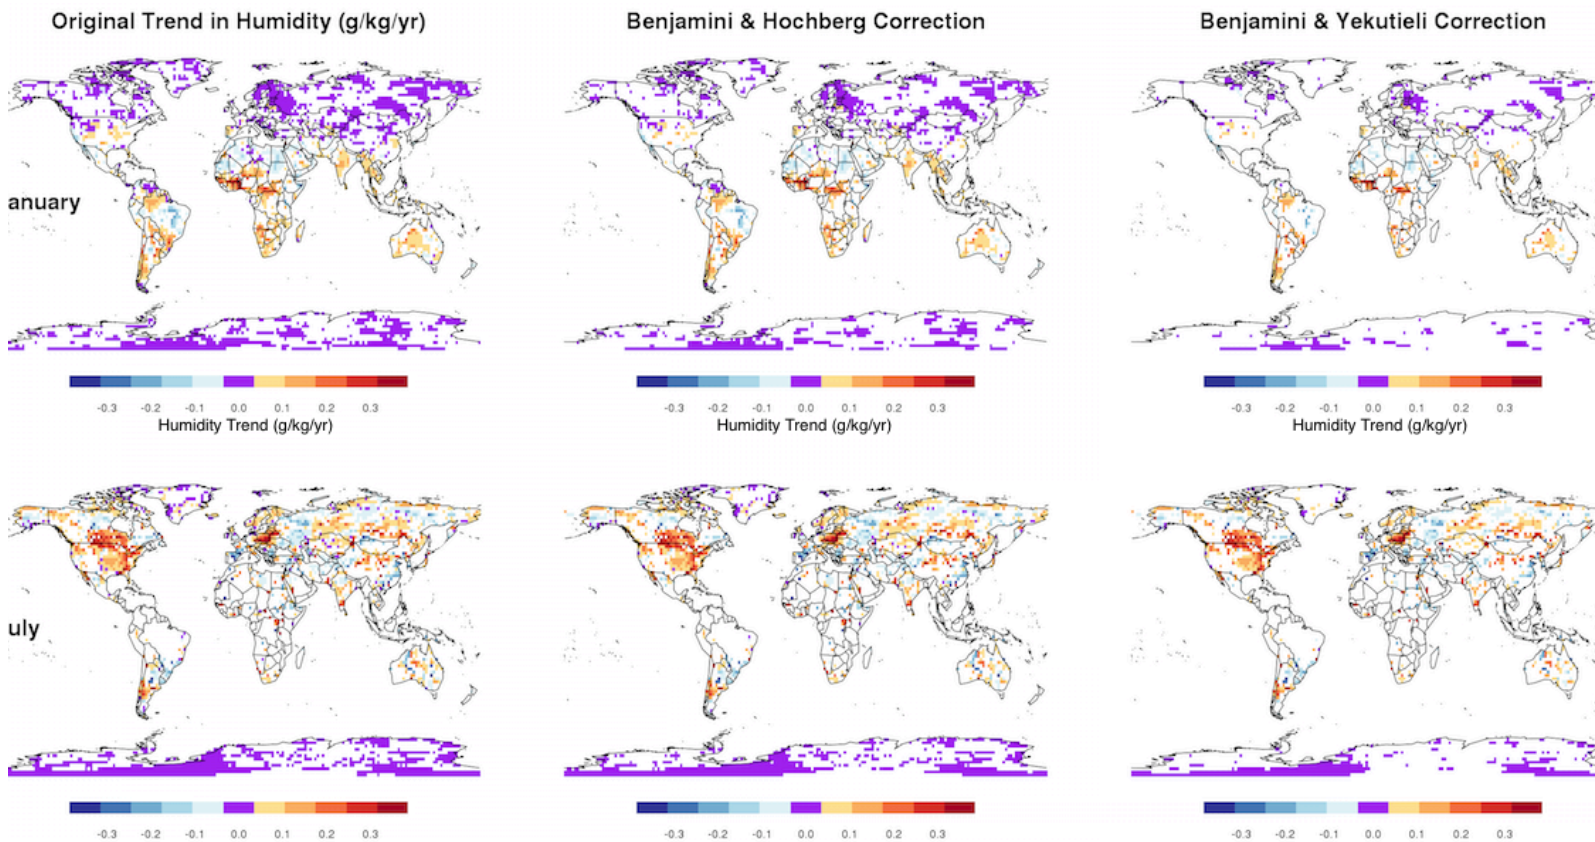 Original Trend in Humidity (g/kg/yr) Benjamini & Hochberg Correction Benjamini & Yekutieli Correction
anuary
-0.3 -0.2 -0.1 0.0 0.1 0.2 0.3 -0.3 -0.2 -0.1 0.0 0.1 0.2 0.3 -0.3 -0.2 -0.1 0.0 0.1 0.2 0.3
Humidity Trend (g/kg/yr) Humidity Trend (g/kg/yr) Humidity Trend (g/kg/yr)
uly
-0.3 -0.2 -0.1 0.0 0.1 0.2 0.3 -0.3 -0.2 -0.1 0.0 0.1 0.2 0.3 -0.3 -0.2 -0.1 0.0 0.1 0.2 0.3